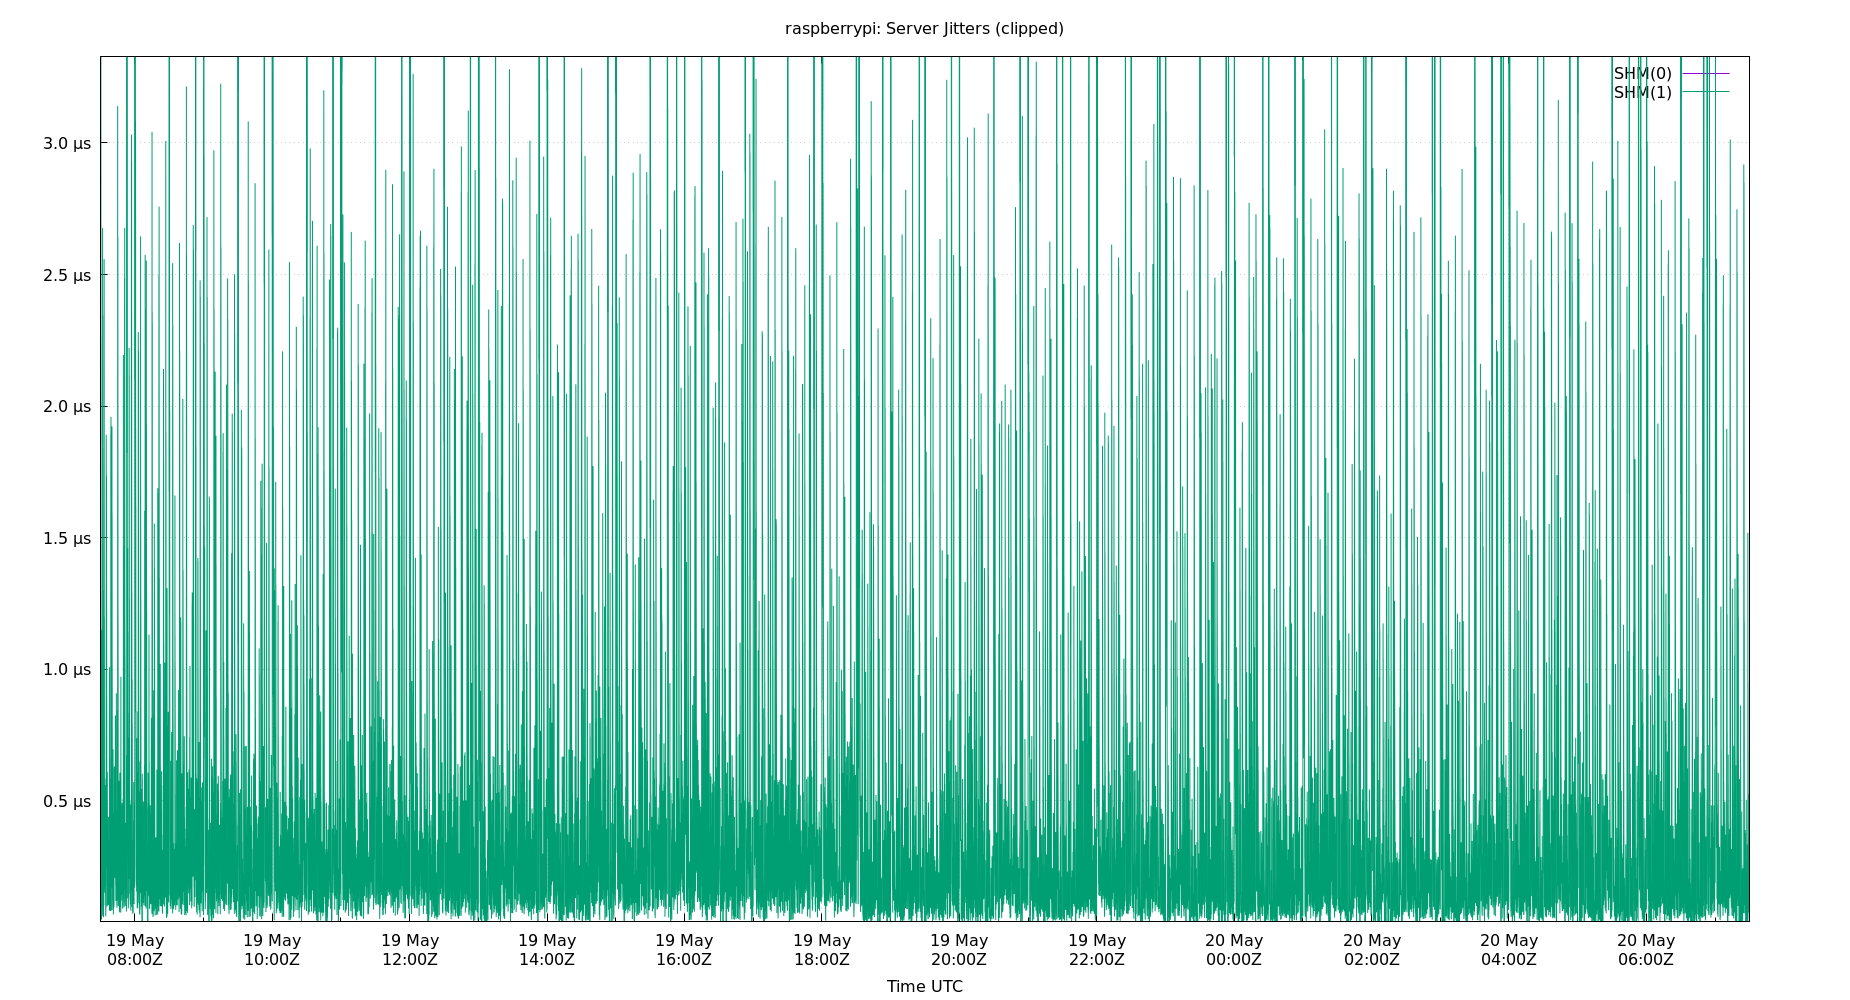 raspberrypi: Server Jitters (clipped)
SHM(0)
SHM(1)
3.0 µs
2.5 µs
2.0 µs
1.5 µs
1.0 µs
0.5 µs
19 May 19 May 19 May 19 May 19 May 19 May 19 May 19 May 20 May 20 May 20 May 20 May
08:00Z 10:00Z 12:00Z 14:00Z 16:00Z 18:00Z 20:00Z 22:00Z 00:00Z 02:00Z 04:00Z 06:00Z
Time UTC